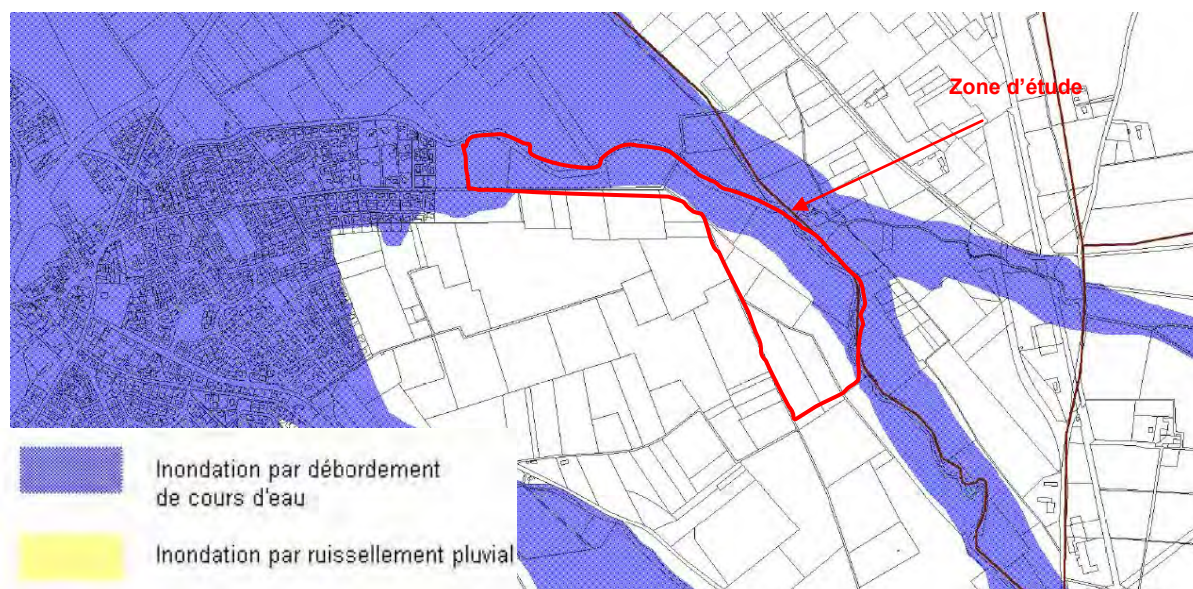 Zone d'étude
Inondation par débordement
de cours d'eau
Inondation par ruissellement pluvial